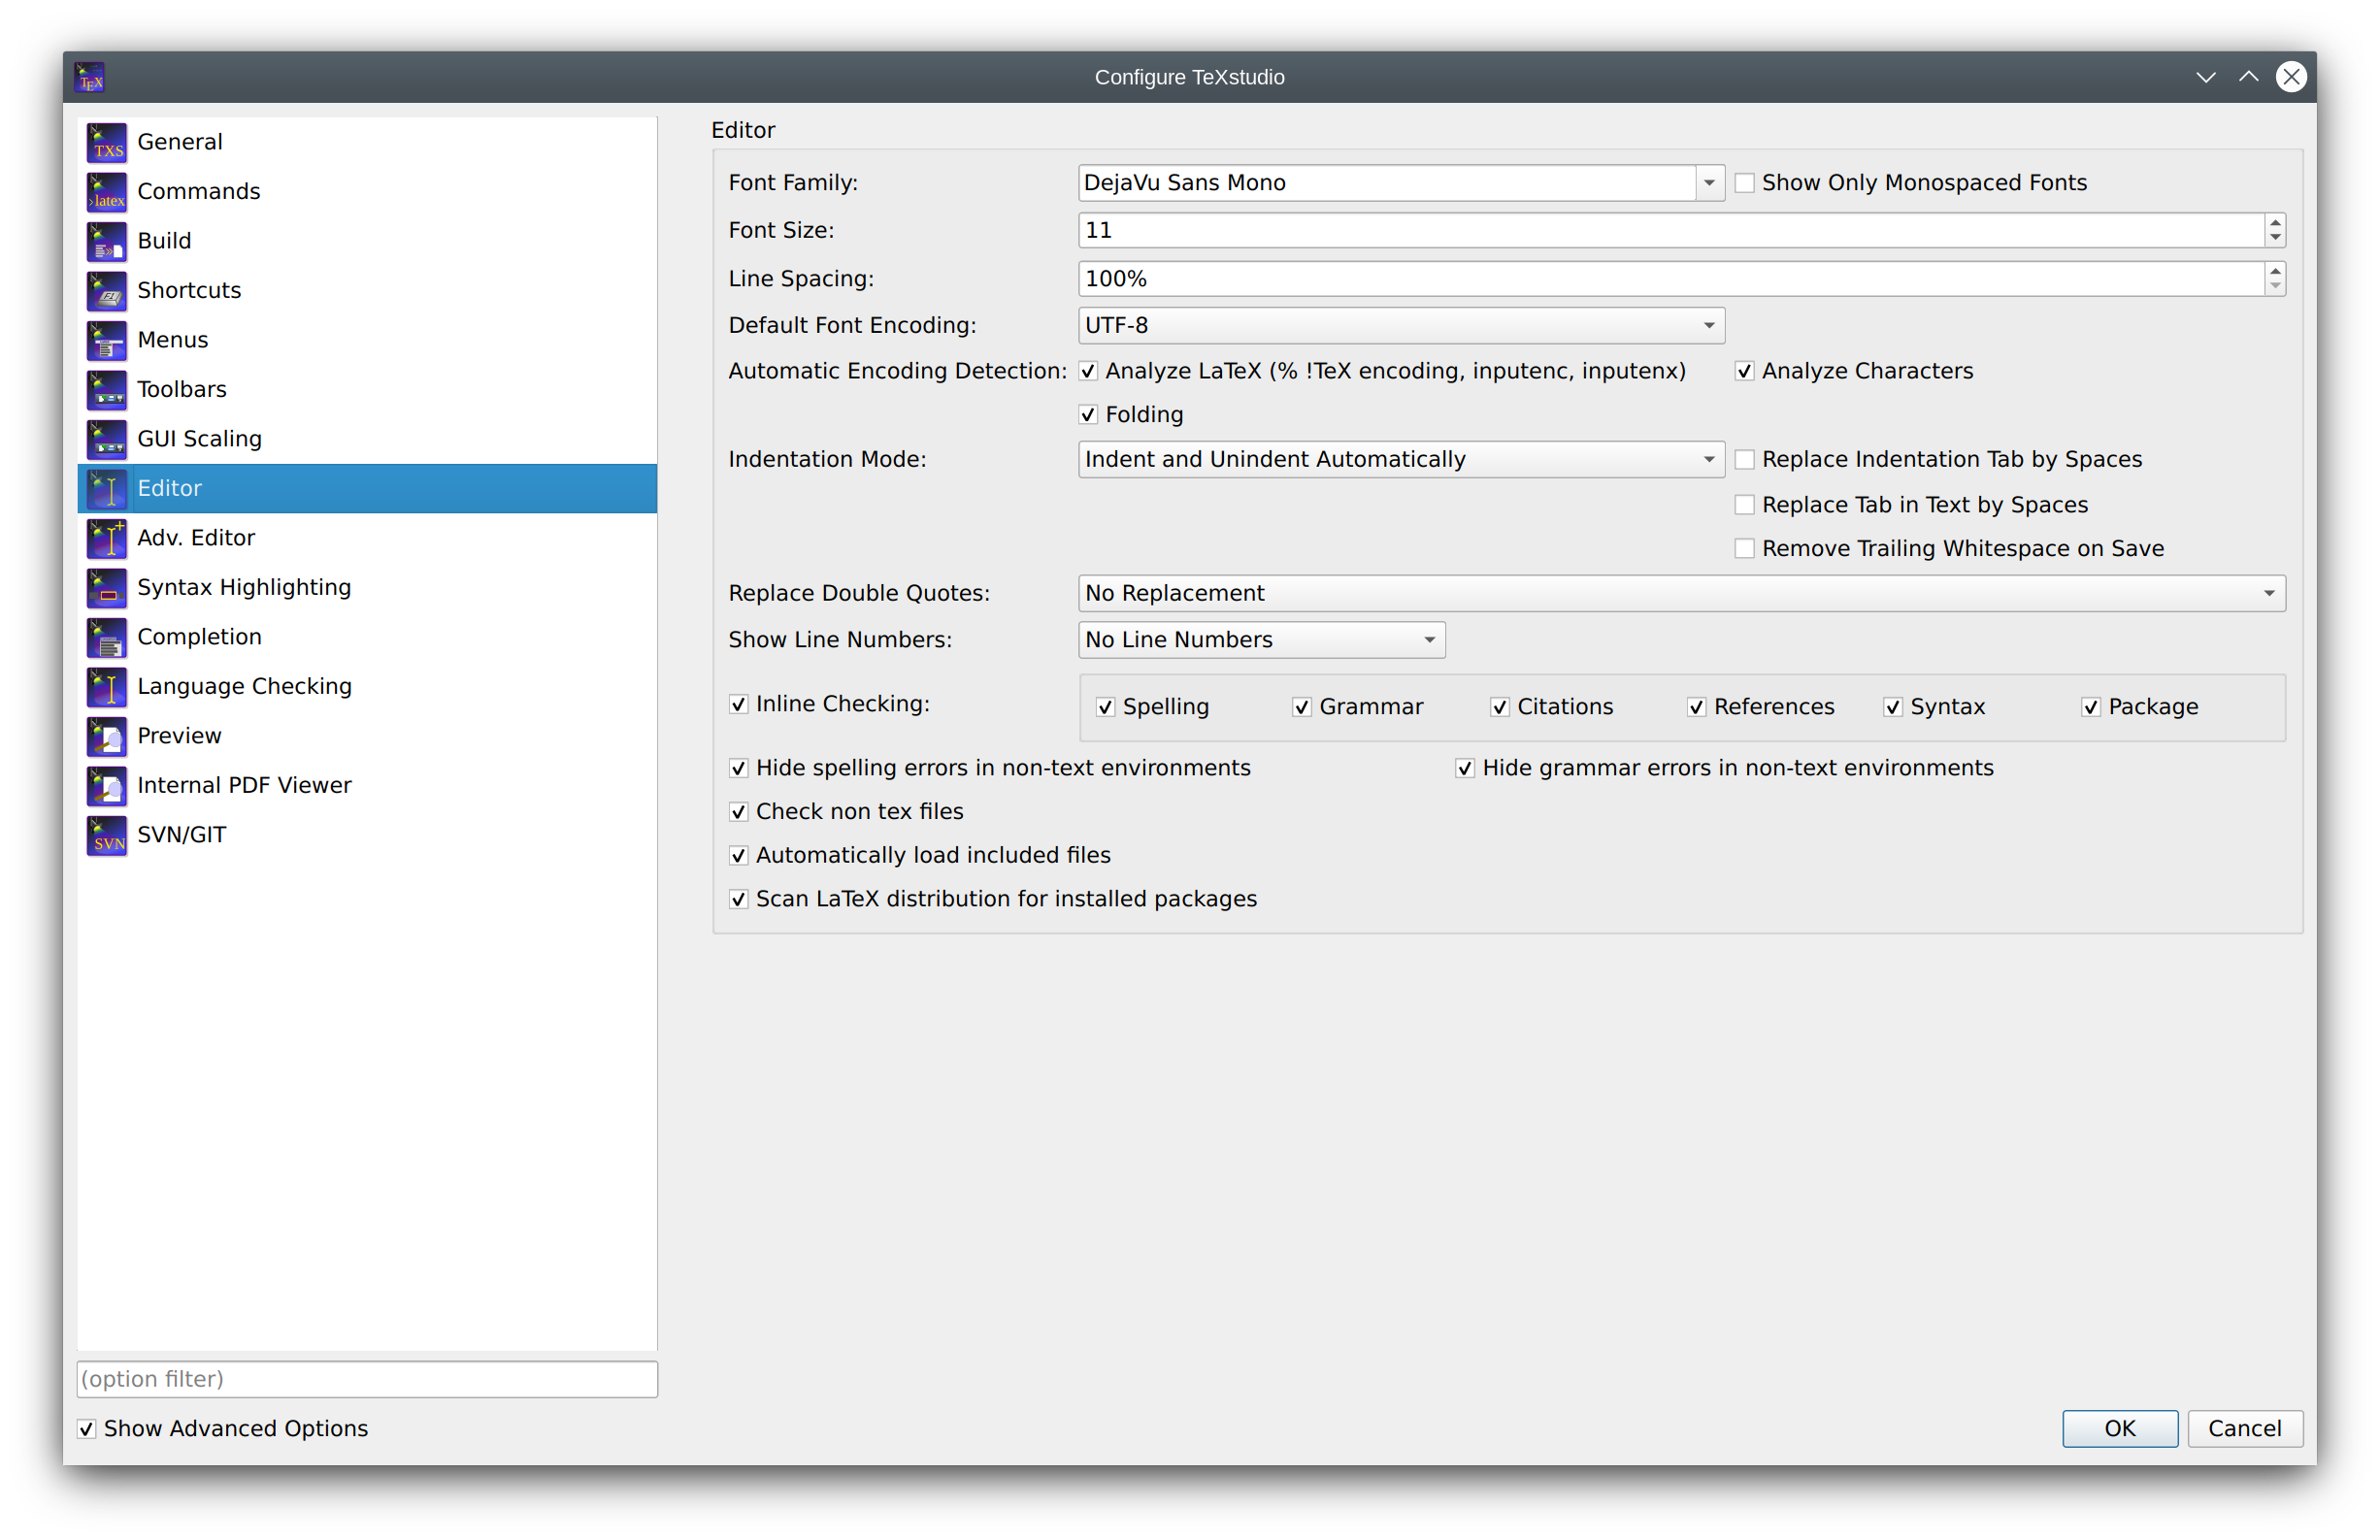 Configure TeXstudio
General
Commands
Build
Shortcuts
Menus
Toolbars
GUI Scaling
Editor
Adv. Editor
Syntax Highlighting
Completion
Language Checking
Preview
Internal PDF Viewer
SVN/GIT
(option filter)
Show Advanced Options
Editor
Font Family: DejaVu Sans Mono Show Only Monospaced Fonts
Font Size: 11
Line Spacing: 100%
Default Font Encoding: UTF-8
Automatic Encoding Detection: Analyze LaTeX (% !TeX encoding, inputenc, inputenx) Analyze Characters
Folding
Indentation Mode: Indent and Unindent Automatically Replace Indentation Tab by Spaces
Replace Tab in Text by Spaces
Remove Trailing Whitespace on Save
Replace Double Quotes: No Replacement
Show Line Numbers: No Line Numbers
Inline Checking: Spelling Grammar Citations References Syntax Package
Hide spelling errors in non-text environments Hide grammar errors in non-text environments
Check non tex files
Automatically load included files
Scan LaTeX distribution for installed packages
OK Cancel